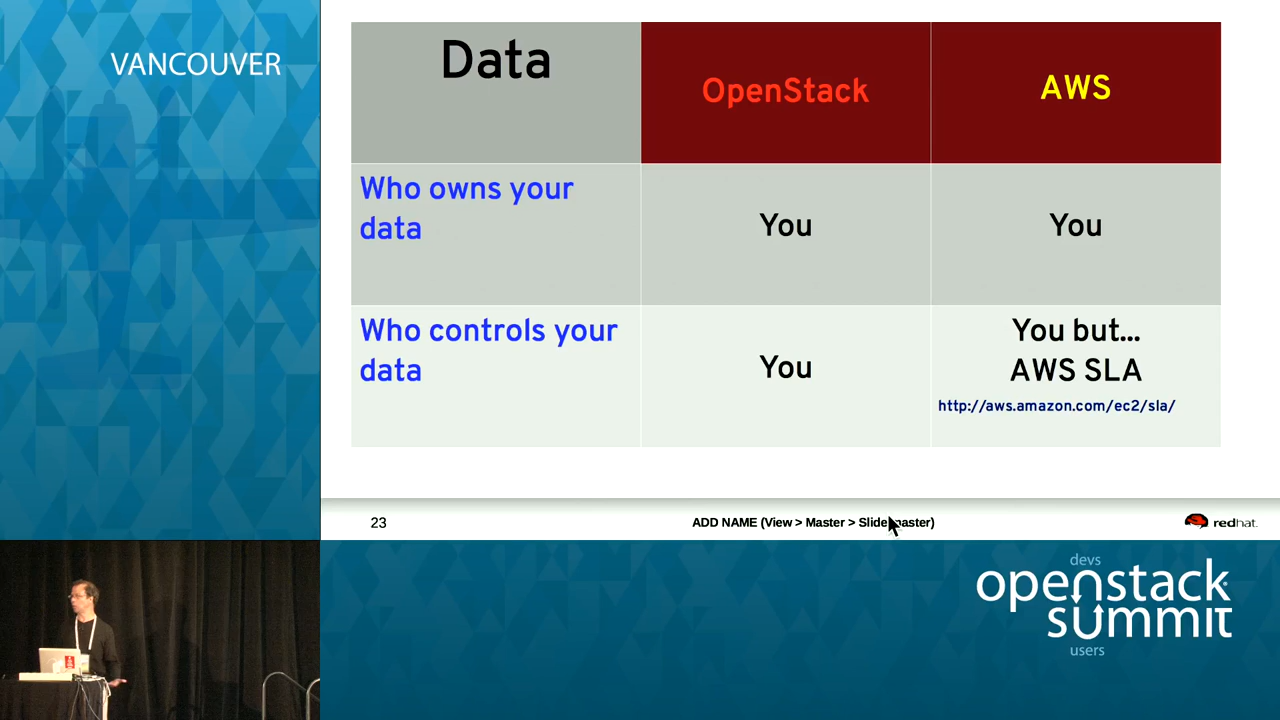 VANCOUVER
Data
OpenStack
AWS
Who owns your
data
You
You
Who controls your
data
You
You but...
AWS SLA
http://aws.amazon.com/ec2/sla/
23
ADD NAME (View > Master > Slide master)
redhat.
devs
openstack
summit
users